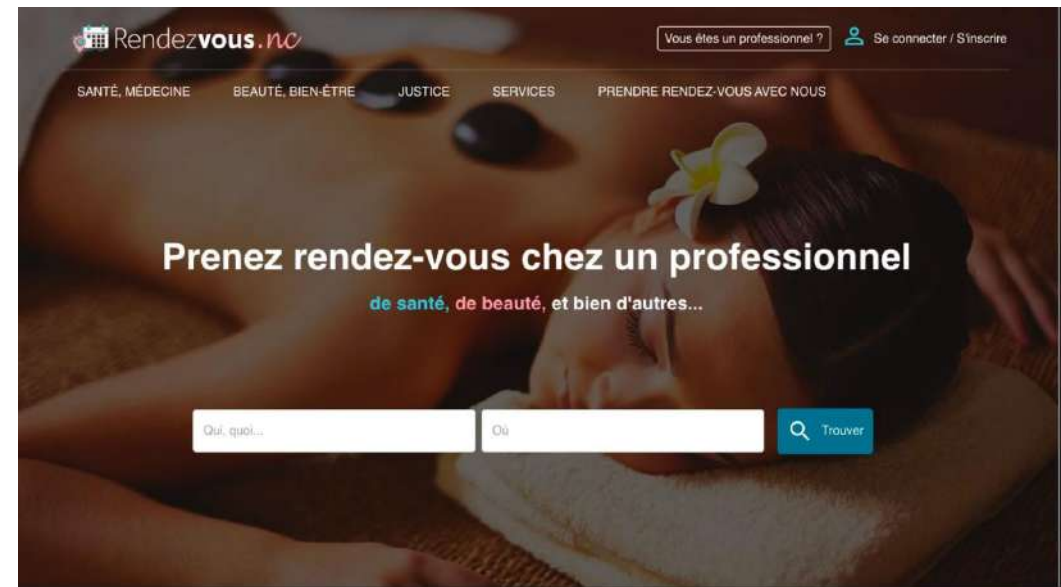 Rendezvous.nc
Vous êtes un professionnel ?
Se connecter / S'inscrire
SANTÉ, MÉDECINE
BEAUTÉ, BIEN-ÊTRE
JUSTICE
SERVICES
PRENDRE RENDEZ-VOUS AVEC NOUS
Prenez rendez-vous chez un professionnel
de santé, de beauté, et bien d'autres...
Qui, quoi...
Où
Trouver